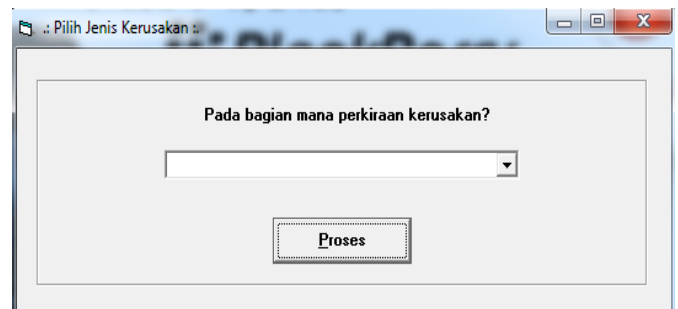 .: Pilih Jenis Kerusakan :.
Pada bagian mana perkiraan kerusakan?
Proses